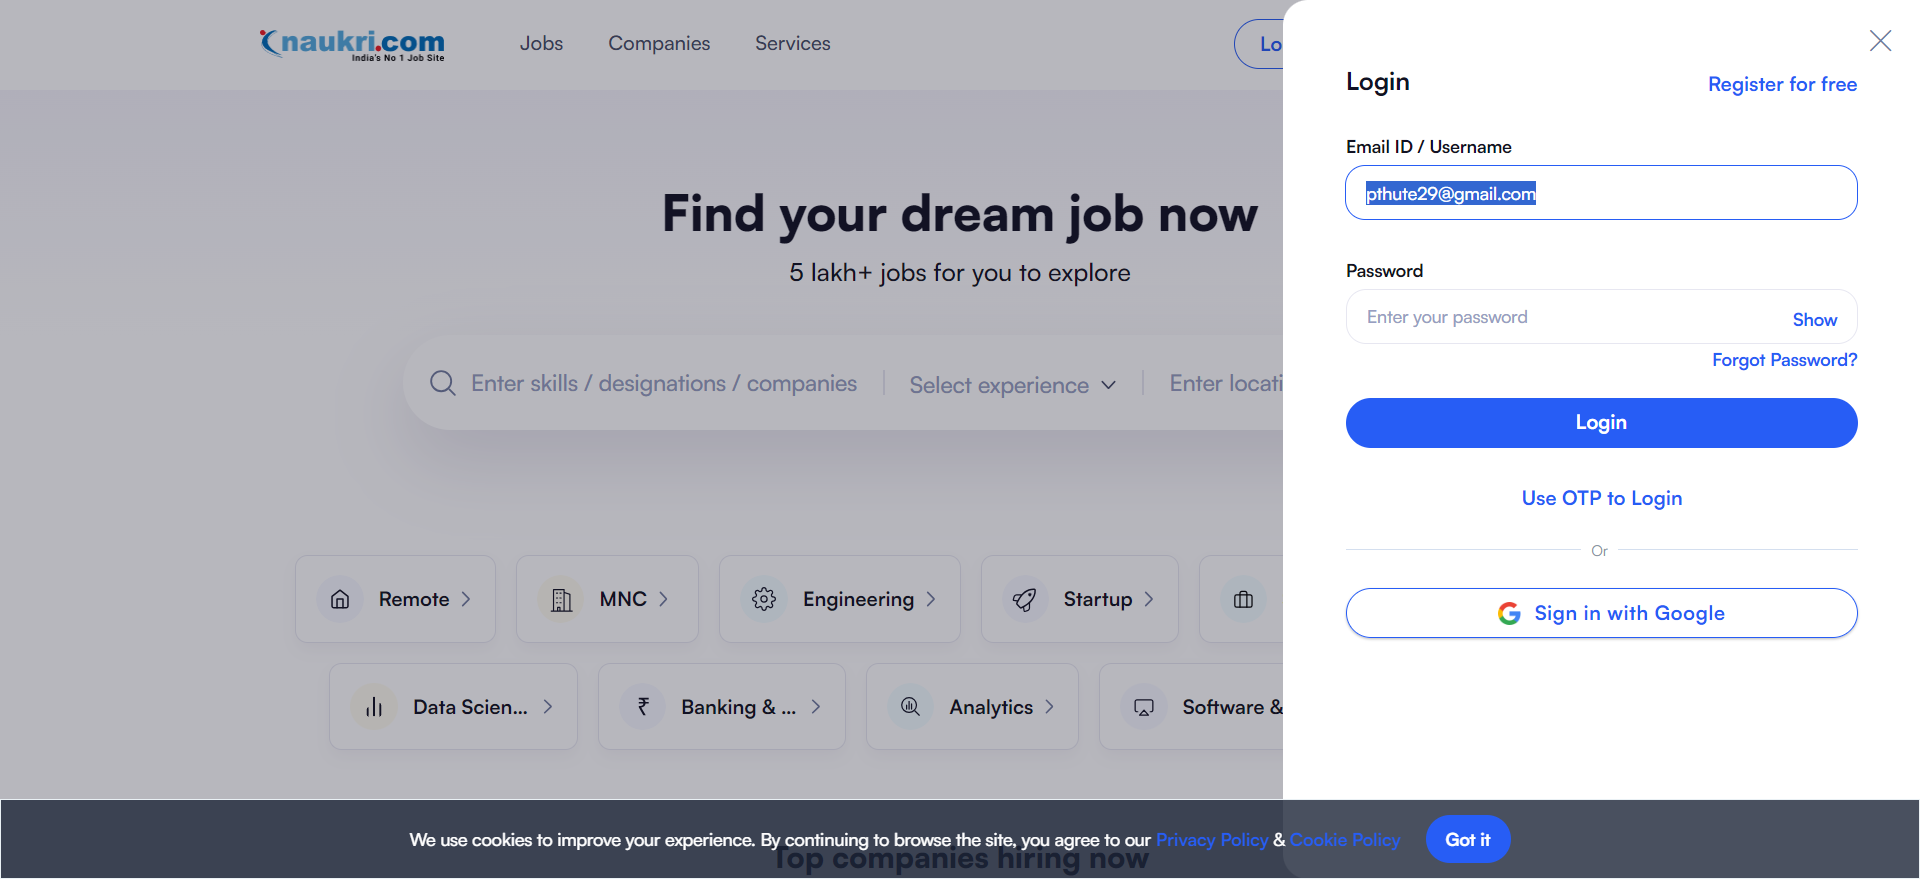 naukri.com
India's No 1 Job Site
Jobs
Companies
Services
Lo
Find your dream job now
5 lakh+ jobs for you to explore
Enter skills / designations / companies
Select experience
Enter locati
Remote
MNC
Engineering
Startup
Data Scien...
Banking & ...
Analytics
Software &
Login
Register for free
Email ID / Username
pthute29@gmail.com
Password
Enter your password
Show
Forgot Password?
Login
Use OTP to Login
Or
Sign in with Google
We use cookies to improve your experience. By continuing to browse the site, you agree to our Privacy Policy & Cookie Policy
Got it
Top companies hiring now